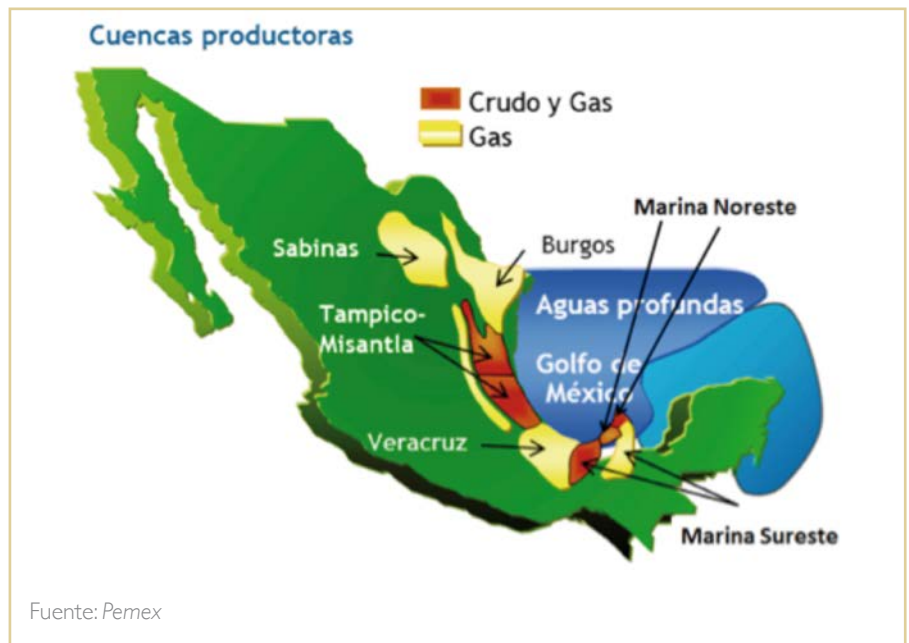 Cuencas productoras
Crudo y Gas
Gas
Marina Noreste
Sabinas
Burgos
Aguas profundas
Tampico-
Misantla
Golfo de
México
Veracruz
Marina Sureste
Fuente: Pemex